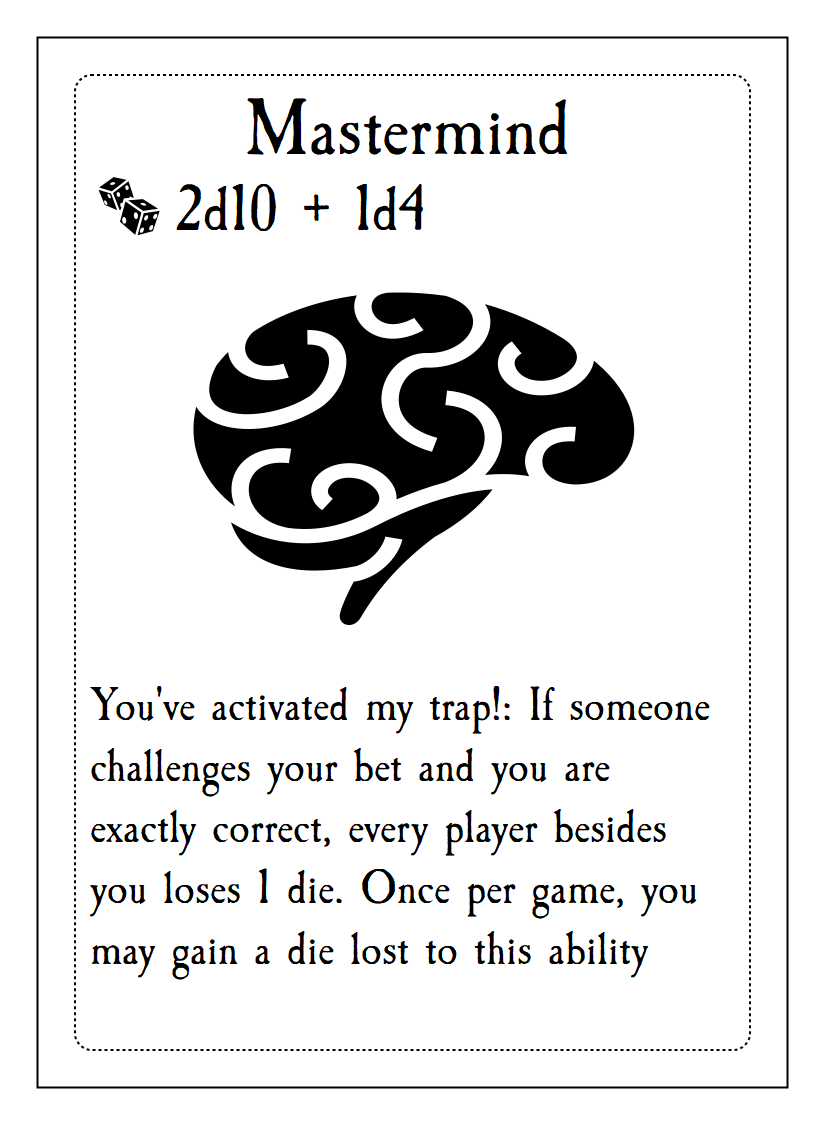 Mastermind
2d10 + 1d4
You've activated my trap!: If someone
challenges your bet and you are
exactly correct, every player besides
you loses 1 die. Once per game, you
may gain a die lost to this ability